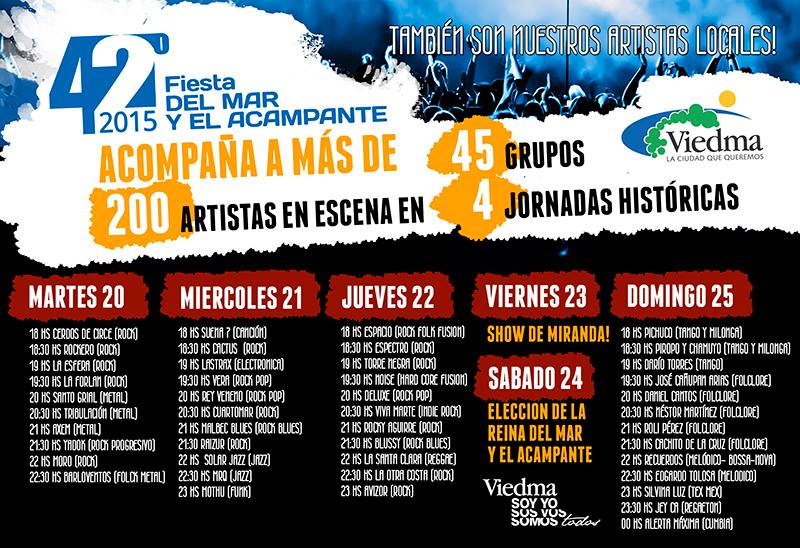 TAMBIÉN SON NUESTROS ARTISTAS LOCALES!
42º
2015
Fiesta
DEL MAR
Y EL ACAMPANTE
Viedma
LA CIUDAD QUE QUEREMOS
ACOMPAÑA A MÁS DE 45 GRUPOS
200 ARTISTAS EN ESCENA EN 4 JORNADAS HISTÓRICAS
MARTES 20
18 HS CERDOS DE CIRCE (ROCK)
18:30 HS ROCKERO (ROCK)
19 HS LA ESFERA (ROCK)
19:30 HS LA FORLAN (ROCK)
20 HS SANTO GRIAL (METAL)
20:30 HS TRIBULACIÓN (METAL)
21 HS AXEM (METAL)
21:30 HS YADOK (ROCK PROGRESIVO)
22 HS MORO (ROCK)
22:30 HS BARLOVENTOS (FOLCK METAL)
MIERCOLES 21
18 HS SUENA 7 (CANCIÓN)
18:30 HS CACTUS (ROCK)
19 HS LASTRAX (ELECTRONICA)
19:30 HS VERA (ROCK POP)
20 HS REY VENENO (ROCK POP)
20:30 HS CUARTOMAR (ROCK)
21 HS MALBEC BLUES (ROCK BLUES)
21:30 RAIZUR (ROCK)
22 HS SOLAR JAZZ (JAZZ)
22:30 HS MRO (JAZZ)
23 HS MOTHU (FUNK)
JUEVES 22
18 HS ESPACIO (ROCK FOLK FUSION)
18:30 HS ESPECTRO (ROCK)
19 HS TORRE NEGRA (ROCK)
19:30 HS NOISE (HARD CORE FUSION)
20 HS DELUXE (ROCK POP)
20:30 HS VIVA MARTE (INDIE ROCK)
21 HS ROCKY AGUIRRE (ROCK)
21:30 HS BLUSSY (ROCK BLUES)
22 HS LA SANTA CLARA (REGGAE)
22:30 HS LA OTRA COSTA (ROCK)
23 HS AVIZOR (ROCK)
VIERNES 23
SHOW DE MIRANDA!
SABADO 24
ELECCION DE LA
REINA DEL MAR
Y EL ACAMPANTE
Viedma
SOY YO
SOS VOS
SOMOS todos
DOMINGO 25
18 HS PICHUCO (TANGO Y MILONGA)
18:30 HS PIROPO Y CHAMUYO (TANGO Y MILONGA)
19 HS DARÍO TORRES (TANGO)
19:30 HS JOSÉ CAÑUPAN ARIAS (FOLCLORE)
20 HS DANIEL CANTOS (FOLCLORE)
20:30 HS NÉSTOR MARTÍNEZ (FOLCLORE)
21 HS ROLI PÉREZ (FOLCLORE)
21:30 HS CACHITO DE LA CRUZ (FOLCLORE)
22 HS RECUERDOS (MELÓDICO- BOSSA-NOVA)
22:30 HS EDGARDO TOLOSA (MELODICO)
23 HS SILVINA LUZ (TEX MEX)
23:30 HS JEY CA (REGAETON)
00 HS ALERTA MÁXIMA (CUMBIA)